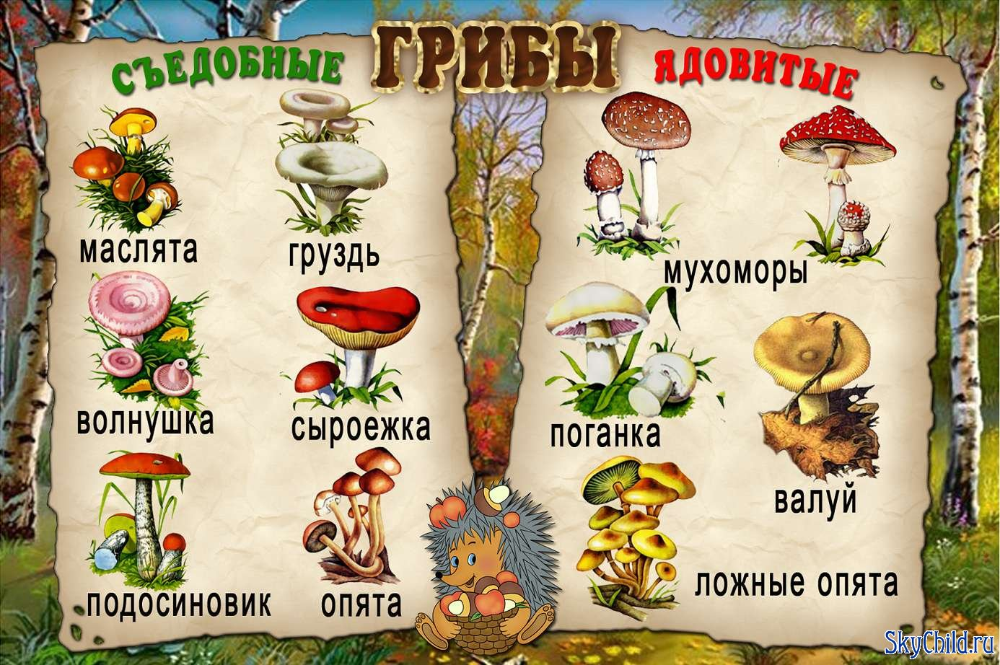 ГРИБЫ
СЪЕДОБНЫЕ
маслята
груздь
волнушка
сыроежка
подосиновик
опята
ЯДОВИТЫЕ
мухоморы
поганка
валуй
ложные опята
SkyChild.ru